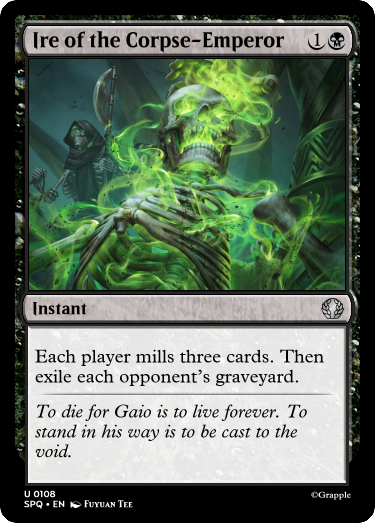 Ire of the Corpse-Emperor 1
Instant
Each player mills three cards. Then
exile each opponent's graveyard.
To die for Gaio is to live forever. To
stand in his way is to be cast to the
void.
U 0108
SPQ • EN Fuyuan Tee
©Grapple